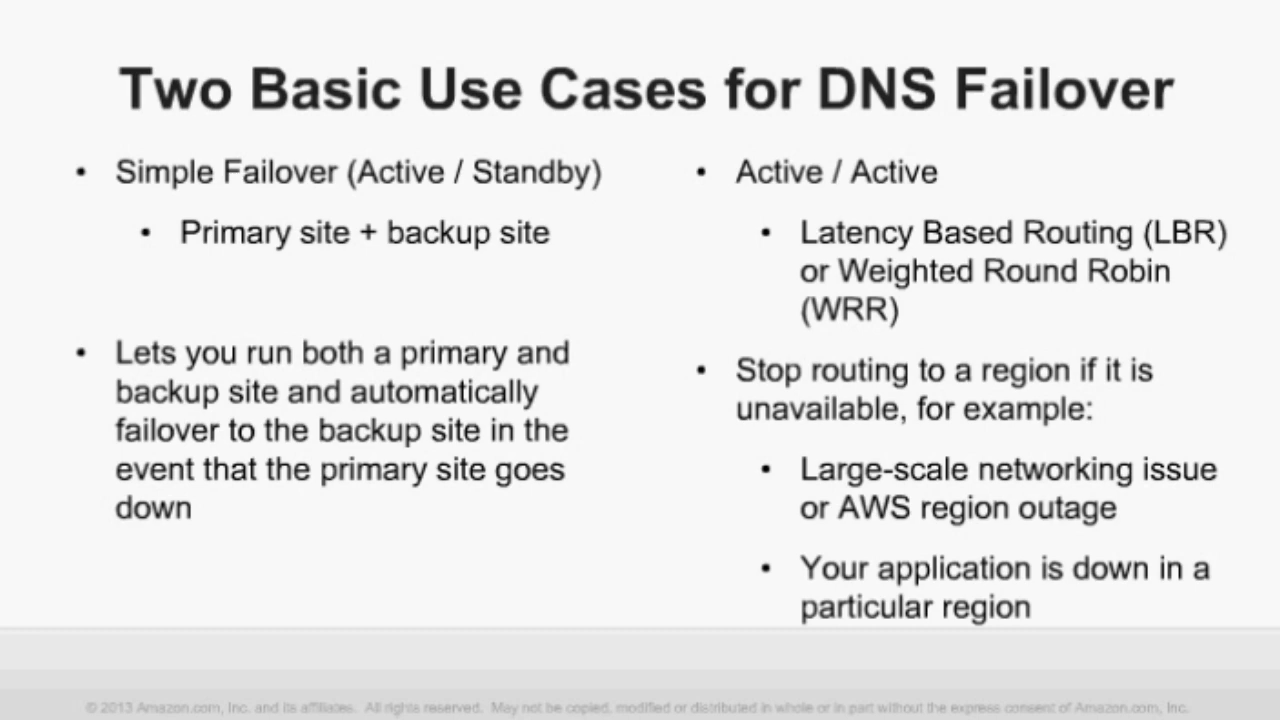 Two Basic Use Cases for DNS Failover
• Simple Failover (Active / Standby)
• Primary site + backup site
• Lets you run both a primary and
backup site and automatically
failover to the backup site in the
event that the primary site goes
down
• Active / Active
• Latency Based Routing (LBR)
or Weighted Round Robin
(WRR)
• Stop routing to a region if it is
unavailable, for example:
• Large-scale networking issue
or AWS region outage
• Your application is down in a
particular region
© 2013 Amazon.com, Inc. and its affiliates. All rights reserved. May not be copied, modified or distributed in whole or in part without the express consent of Amazon.com, Inc.